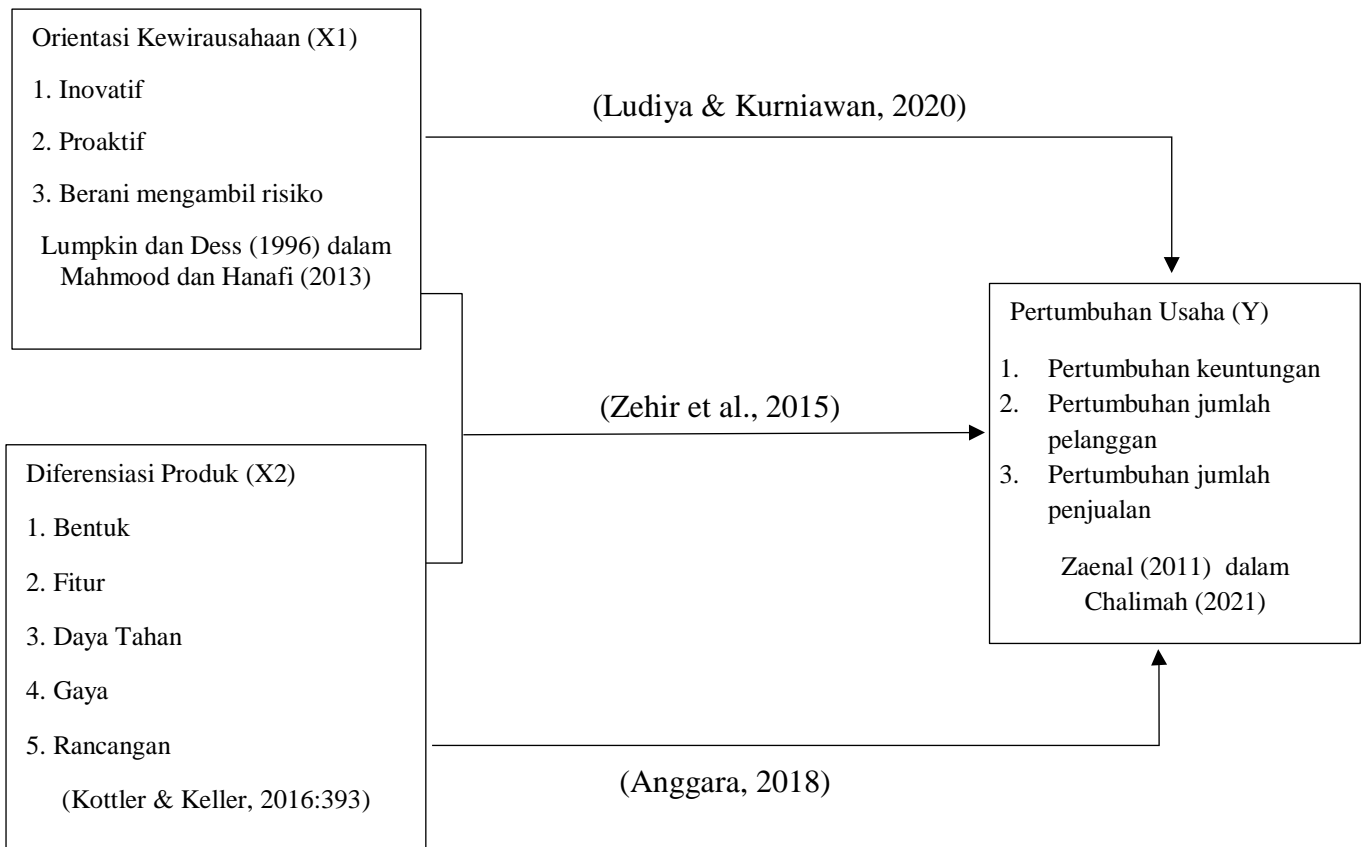 Orientasi Kewirausahaan (X1)
1. Inovatif
2. Proaktif
3. Berani mengambil risiko
Lumpkin dan Dess (1996) dalam
Mahmood dan Hanafi (2013)
(Ludiya & Kurniawan, 2020)
(Zehir et al., 2015)
Pertumbuhan Usaha (Y)
1. Pertumbuhan keuntungan
2. Pertumbuhan jumlah
pelanggan
3. Pertumbuhan jumlah
penjualan
Zaenal (2011) dalam
Chalimah (2021)
Diferensiasi Produk (X2)
1. Bentuk
2. Fitur
3. Daya Tahan
4. Gaya
5. Rancangan
(Kottler & Keller, 2016:393)
(Anggara, 2018)